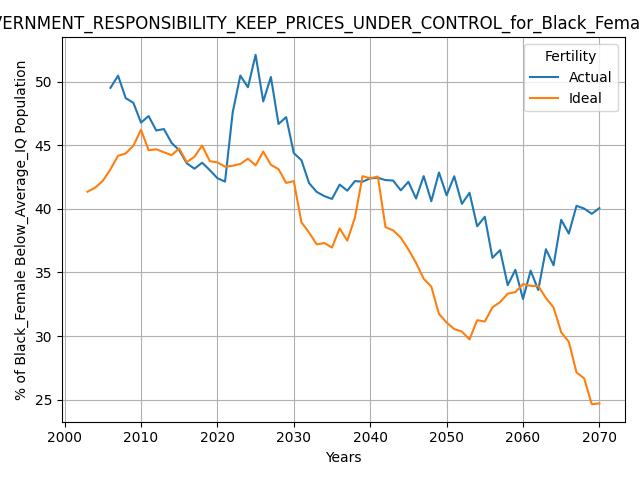 VERNMENT_RESPONSIBILITY_KEEP_PRICES_UNDER_CONTROL_for_Black_Fema
Fertility
Actual
Ideal
% of Black_Female Below_Average_IQ Population
50
45
40
35
30
25
2000 2010 2020 2030 2040 2050 2060 2070
Years